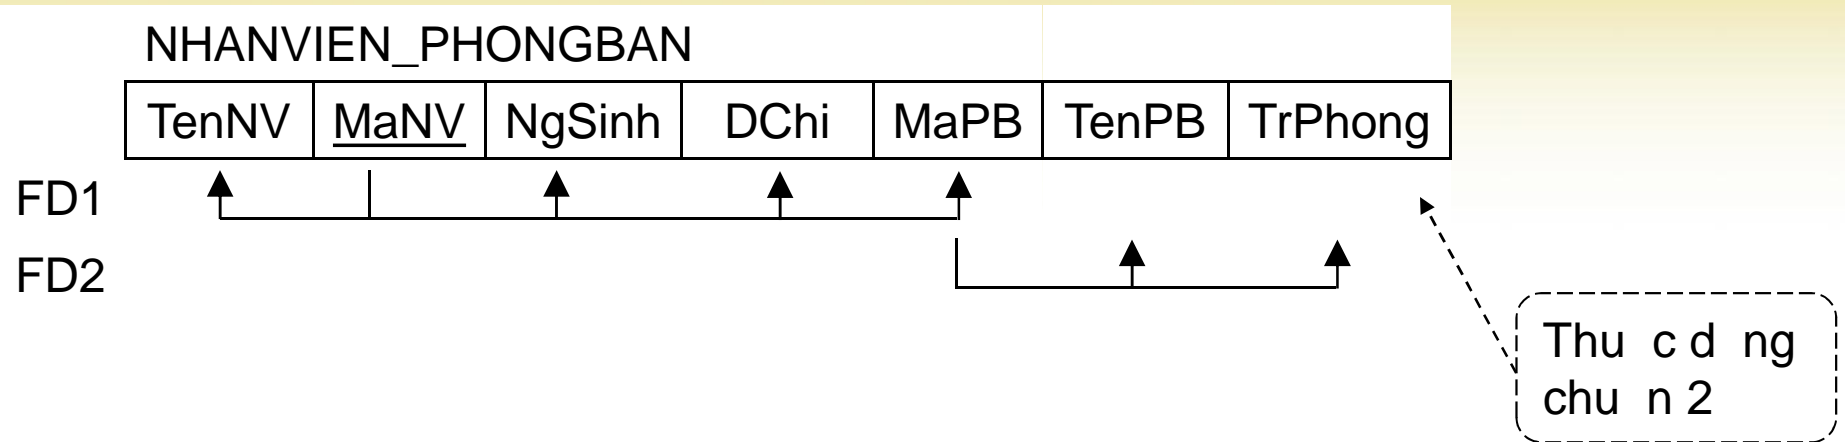 NHANVIEN_PHONGBAN
TenNV MaNV NgSinh DChi MaPB TenPB TrPhong
FD1
FD2
Thu c d ng
chu n 2